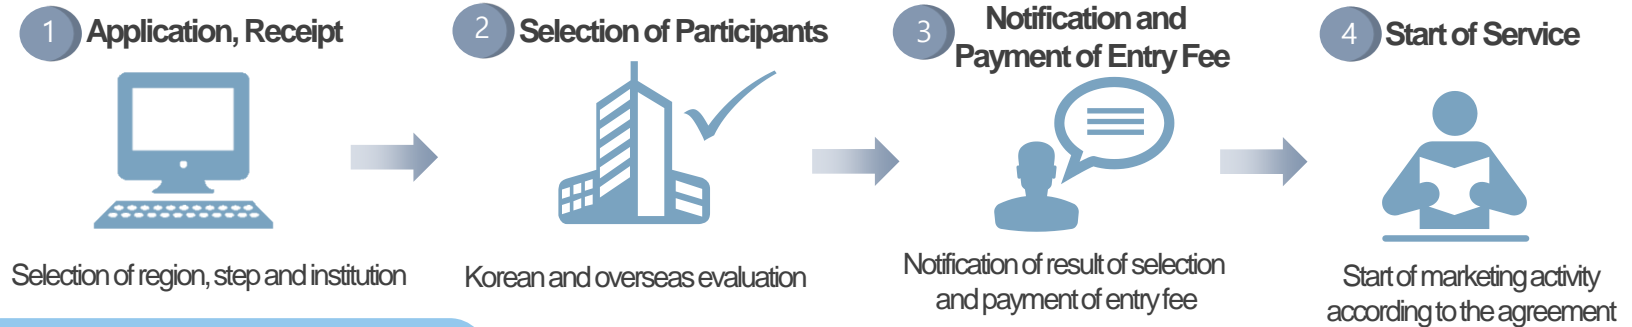 1 Application, Receipt
Selection of region, step and institution
2 Selection of Participants
Korean and overseas evaluation
3 Notification and
Payment of Entry Fee
Notification of result of selection
and payment of entry fee
4 Start of Service
Start of marketing activity
according to the agreement